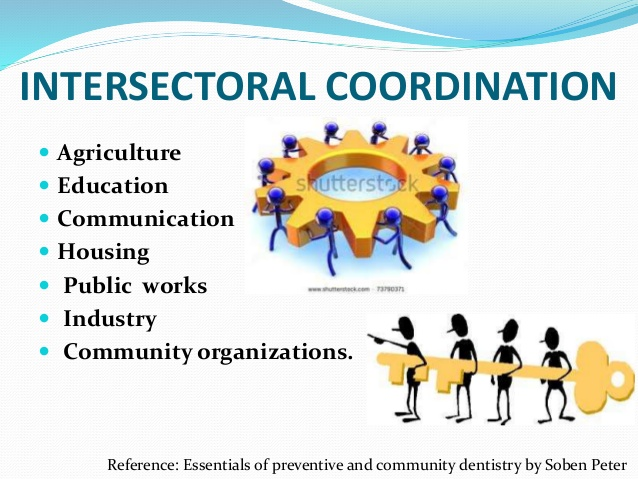 INTERSECTORAL COORDINATION
Agriculture
Education
Communication
Housing
Public works
Industry
Community organizations.
shutterstock
www.shutterstock.com · 73780371
Reference: Essentials of preventive and community dentistry by Soben Peter